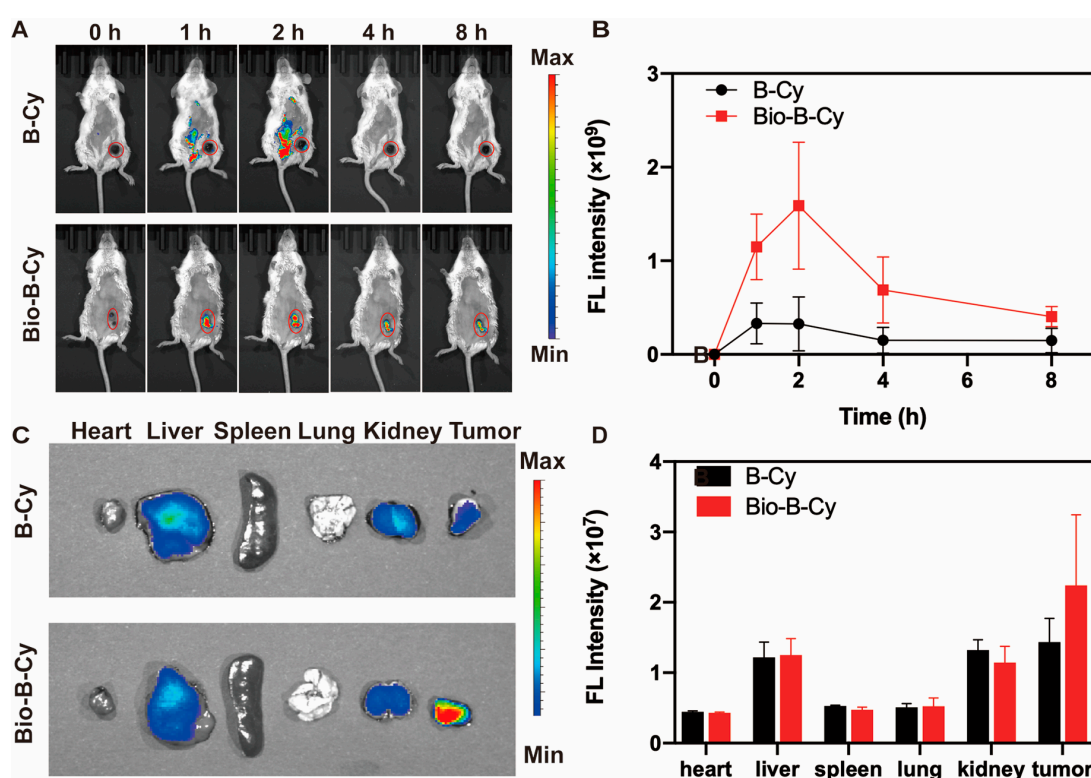 A
0 h 1 h 2 h 4 h 8 h
B-Cy
Bio-B-Cy
Max
Min
B
B-Cy
Bio-B-Cy
FL intensity (×10⁹)
3
2
1
0
B
0 2 4 6 8
Time (h)
C
Heart Liver Spleen Lung Kidney Tumor
B-Cy
Bio-B-Cy
Max
Min
D
B
B-Cy
Bio-B-Cy
FL Intensity (×10⁷)
4
3
2
1
0
heart liver spleen lung kidney tumor